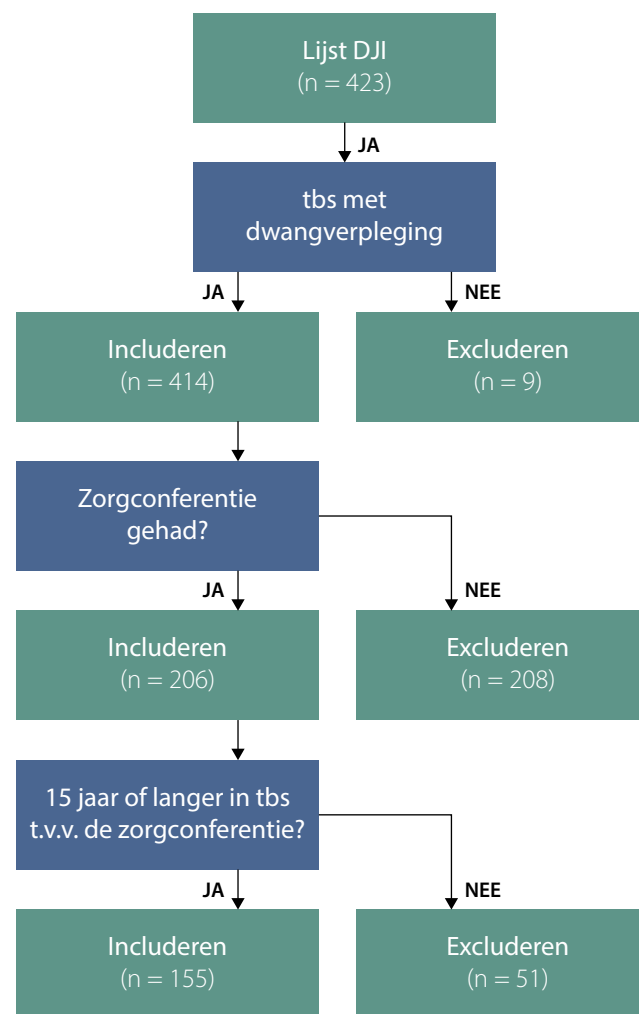 Lijst DJI
(n = 423)
JA
tbs met
dwangverpleging
JA
NEE
Includeren
(n = 414)
Excluderen
(n = 9)
Zorgconferentie
gehad?
JA
NEE
Includeren
(n = 206)
Excluderen
(n = 208)
15 jaar of langer in tbs
t.v.v. de zorgconferentie?
JA
NEE
Includeren
(n = 155)
Excluderen
(n = 51)